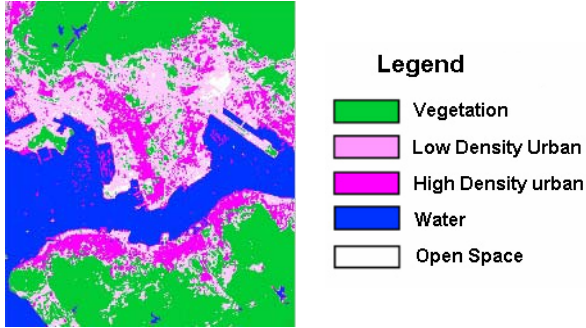 Legend
Vegetation
Low Density Urban
High Density urban
Water
Open Space